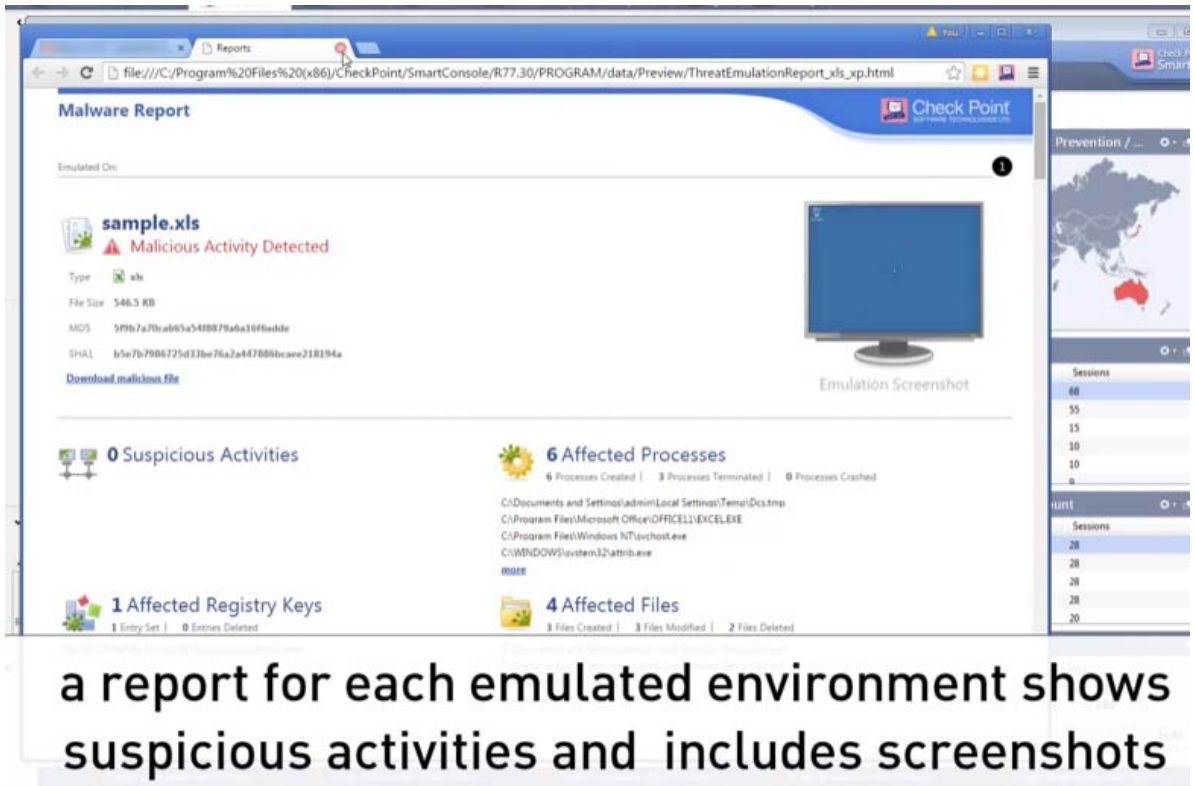 Reports
You
file:///C:/Program%20Files%20(x86)/CheckPoint/SmartConsole/R77.30/PROGRAM/data/Preview/ThreatEmulationReport_xls_xp.html
Check Point
Smart
Malware Report
Check Point
SOFTWARE TECHNOLOGIES LTD.
Prevention / ...
Emulated On:
1
sample.xls
Malicious Activity Detected
Type xls
File Size 546.5 KB
MD5
SHA1
Download malicious file
Emulation Screenshot
Sessions
68
55
15
10
10
9
0 Suspicious Activities
6 Affected Processes
6 Processes Created | 3 Processes Terminated | 0 Processes Crashed
C:\Documents and Settings\admin\Local Settings\Temp\Dcs.tmp
C:\Program Files\Microsoft Office\OFFICE11\EXCEL.EXE
C:\Program Files\Windows NT\svchost.exe
C:\WINDOWS\system32\attrib.exe
more
unt
Sessions
28
28
28
28
20
1 Affected Registry Keys
1 Entry Set | 0 Entries Deleted
4 Affected Files
3 Files Created | 3 Files Modified | 2 Files Deleted
a report for each emulated environment shows
suspicious activities and includes screenshots